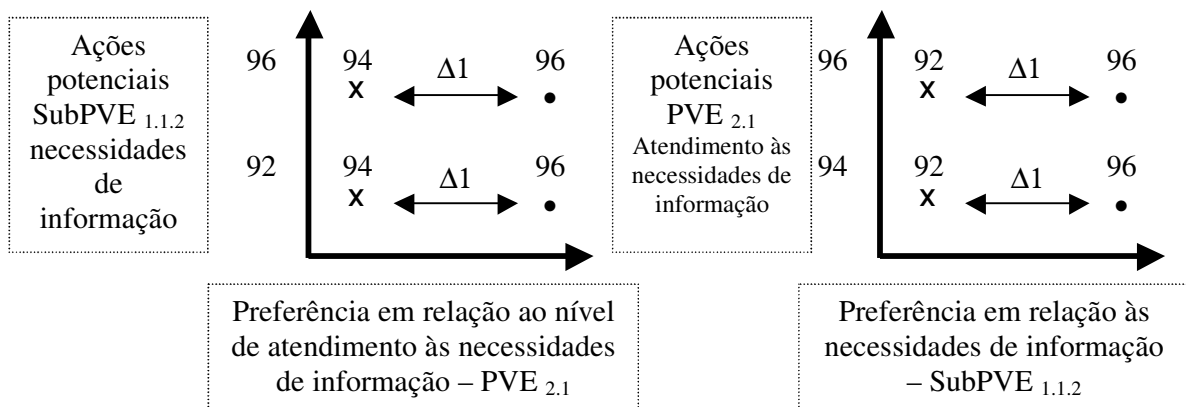 Ações
potenciais
SubPVE 1.1.2
necessidades
de
informação
96 94 Δ1 96
x •
92 94 Δ1 96
x •
Preferência em relação ao nível
de atendimento às necessidades
de informação – PVE 2.1
Ações
potenciais
PVE 2.1
Atendimento às
necessidades de
informação
96 92 Δ1 96
x •
94 92 Δ1 96
x •
Preferência em relação às
necessidades de informação
– SubPVE 1.1.2